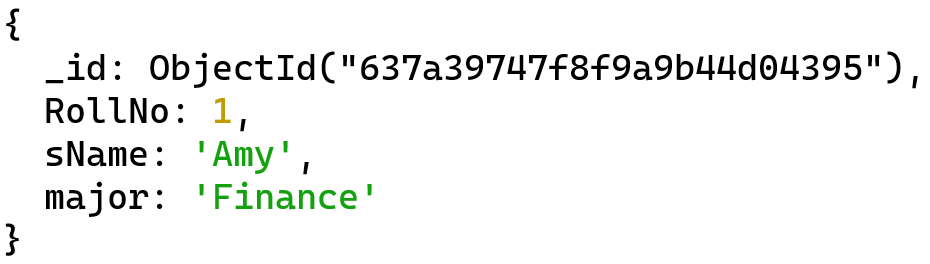 {
  _id: ObjectId("637a39747f8f9a9b44d04395"),
  RollNo: 1,
  sName: 'Amy',
  major: 'Finance'
}